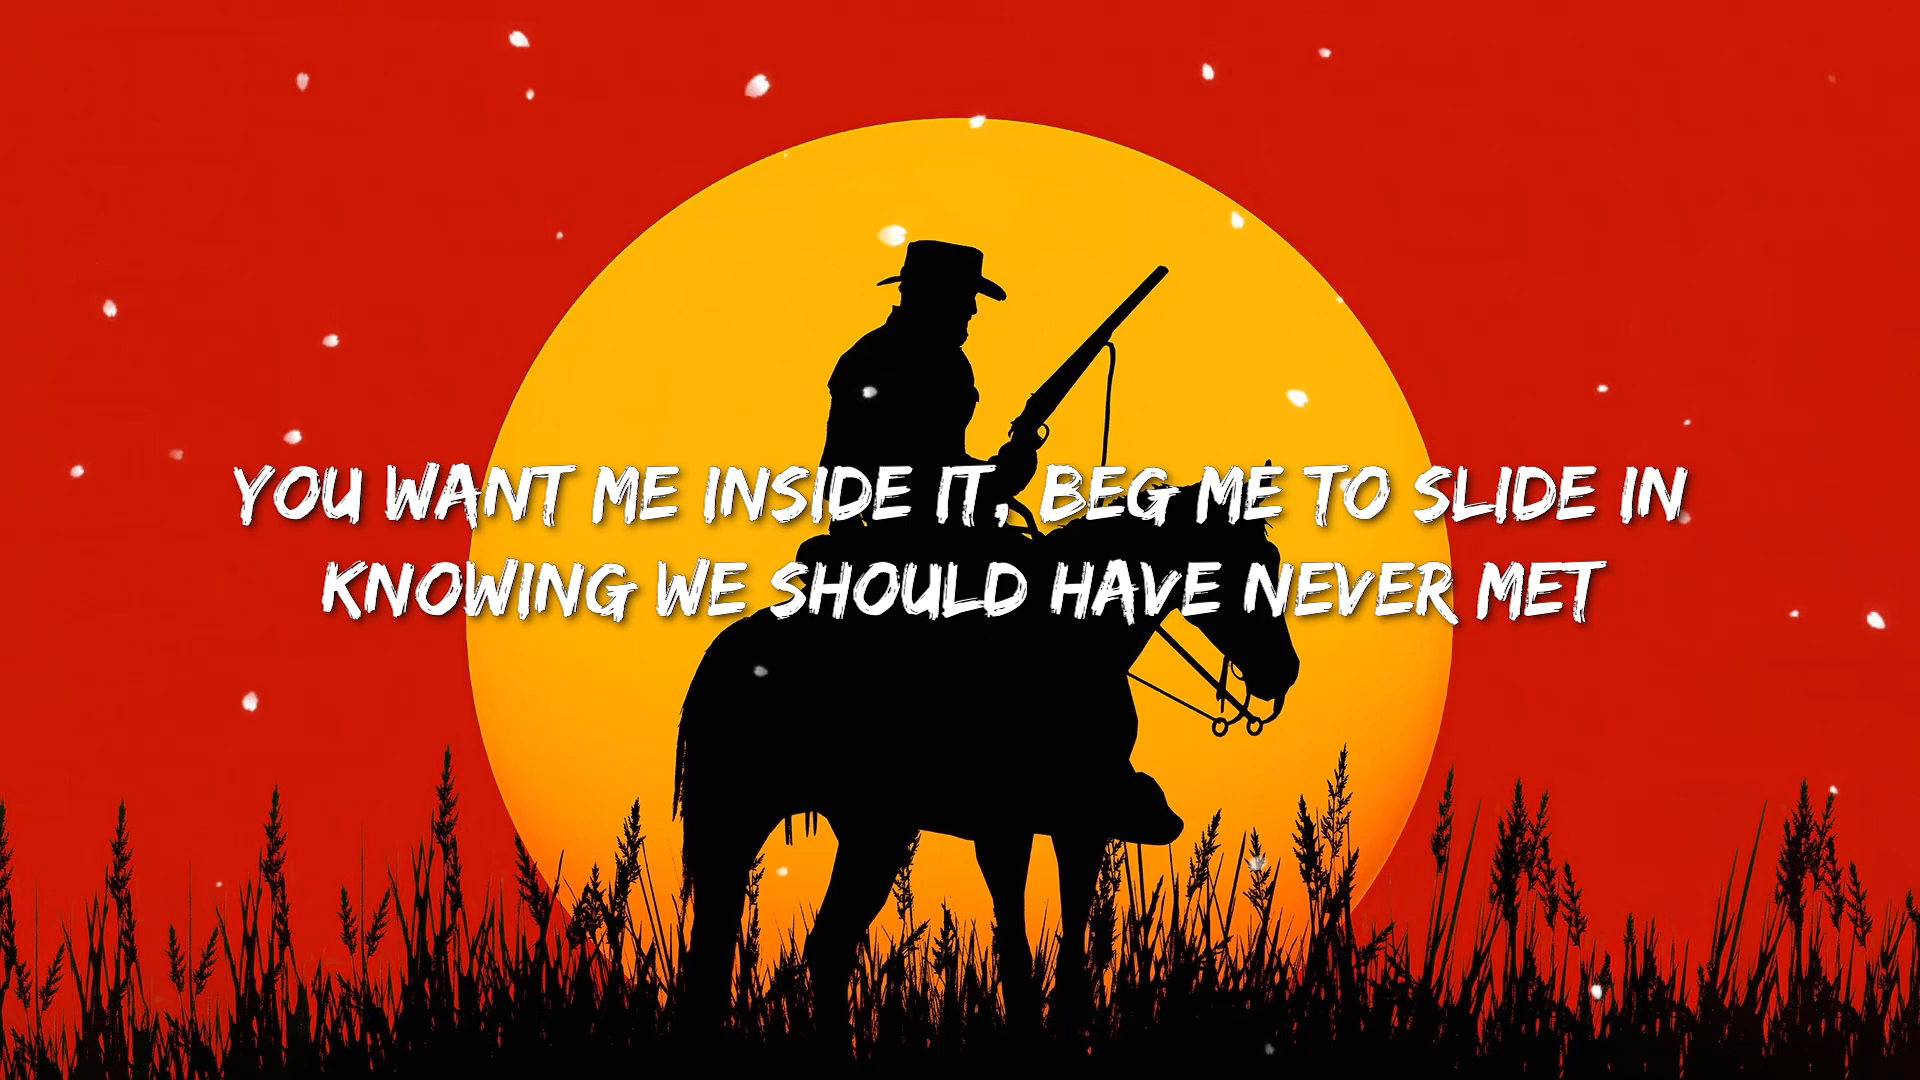 YOU WANT ME INSIDE IT, BEG ME TO SLIDE IN
KNOWING WE SHOULD HAVE NEVER MET